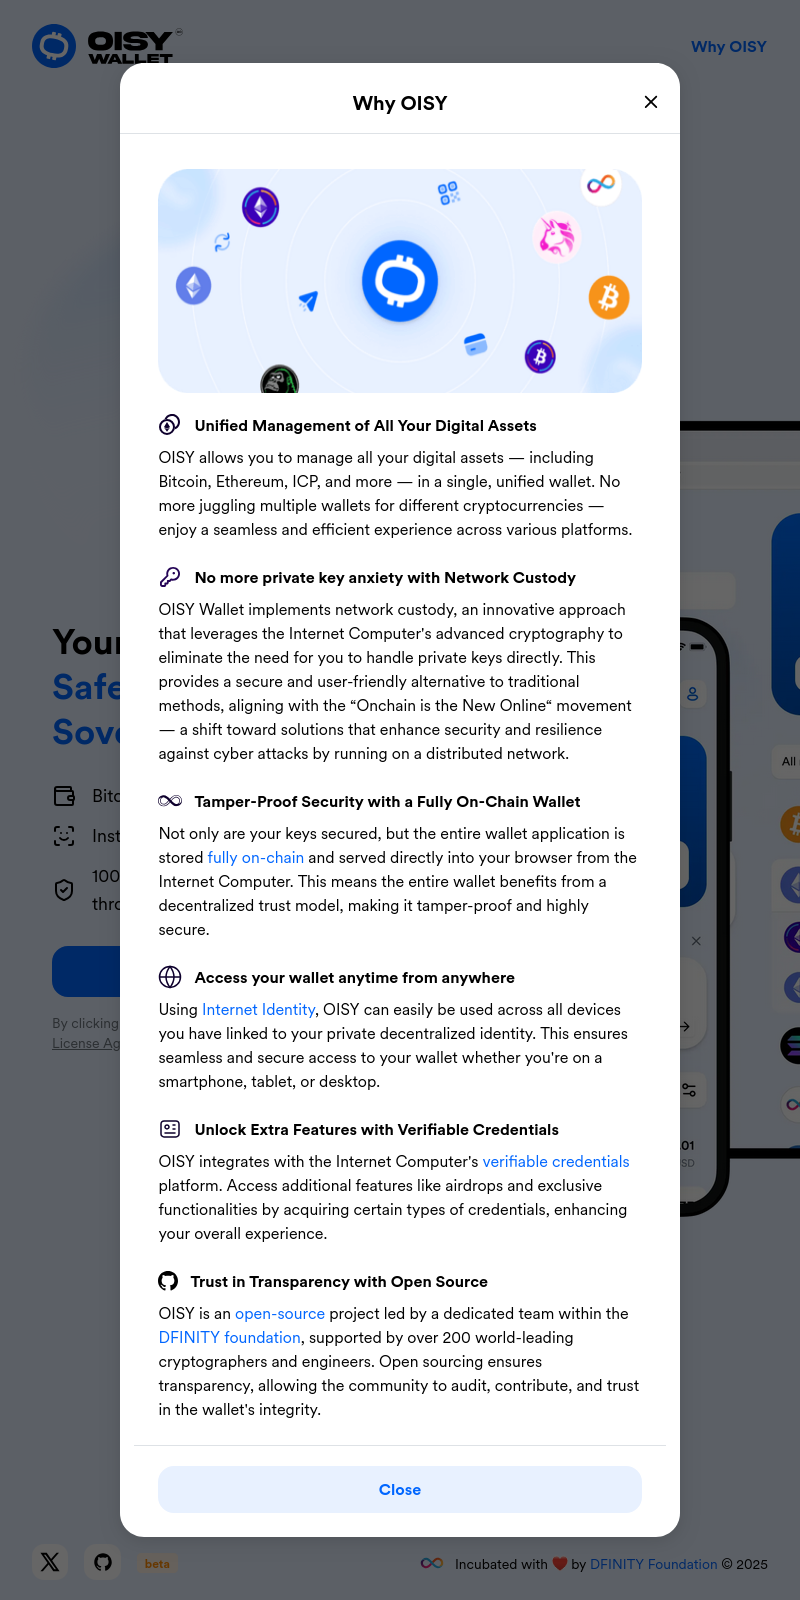 OISY
WALLET
Why OISY
Why OISY
Unified Management of All Your Digital Assets
OISY allows you to manage all your digital assets — including
Bitcoin, Ethereum, ICP, and more — in a single, unified wallet. No
more juggling multiple wallets for different cryptocurrencies —
enjoy a seamless and efficient experience across various platforms.
No more private key anxiety with Network Custody
OISY Wallet implements network custody, an innovative approach
that leverages the Internet Computer's advanced cryptography to
eliminate the need for you to handle private keys directly. This
provides a secure and user-friendly alternative to traditional
methods, aligning with the “Onchain is the New Online“ movement
— a shift toward solutions that enhance security and resilience
against cyber attacks by running on a distributed network.
Tamper-Proof Security with a Fully On-Chain Wallet
Not only are your keys secured, but the entire wallet application is
stored fully on-chain and served directly into your browser from the
Internet Computer. This means the entire wallet benefits from a
decentralized trust model, making it tamper-proof and highly
secure.
Access your wallet anytime from anywhere
Using Internet Identity, OISY can easily be used across all devices
you have linked to your private decentralized identity. This ensures
seamless and secure access to your wallet whether you're on a
smartphone, tablet, or desktop.
Unlock Extra Features with Verifiable Credentials
OISY integrates with the Internet Computer's verifiable credentials
platform. Access additional features like airdrops and exclusive
functionalities by acquiring certain types of credentials, enhancing
your overall experience.
Trust in Transparency with Open Source
OISY is an open-source project led by a dedicated team within the
DFINITY foundation, supported by over 200 world-leading
cryptographers and engineers. Open sourcing ensures
transparency, allowing the community to audit, contribute, and trust
in the wallet's integrity.
Close
Your
Safe
Sove
Bitc
Inst
100
thro
By clicking
License Ag
All
01
SD
beta
Incubated with ❤️ by DFINITY Foundation © 2025